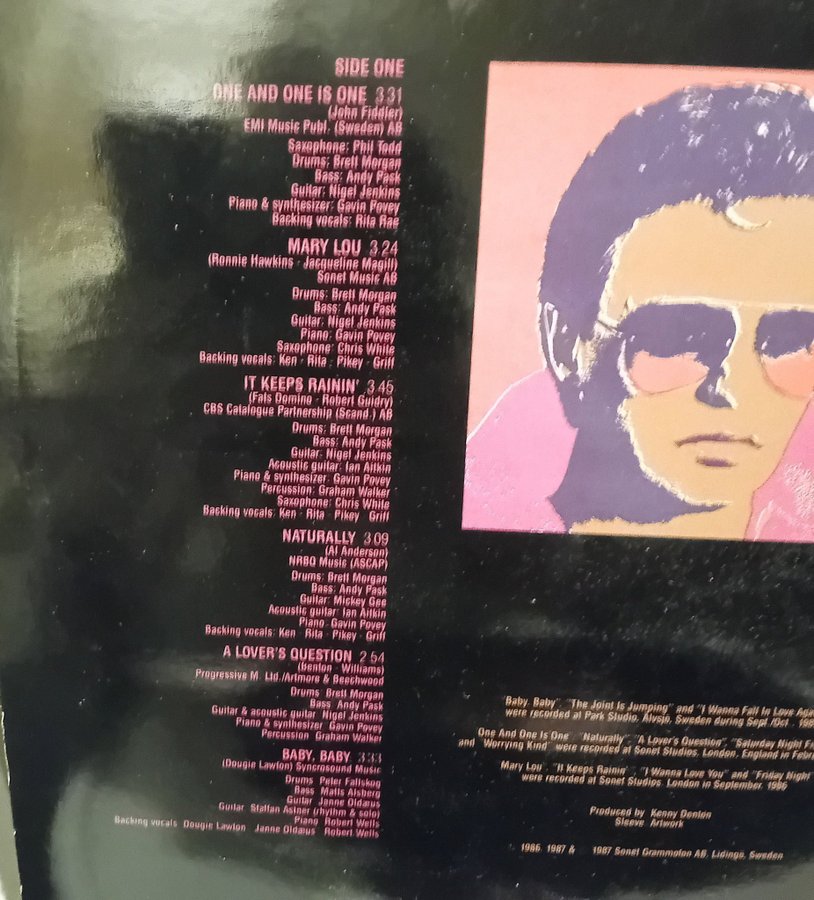 SIDE ONE
ONE AND ONE IS ONE 3:31
(John Fiddler)
EMI Music Publ. (Sweden) AB
Saxophone: Phil Todd
Drums: Brett Morgan
Bass: Andy Pask
Guitar: Nigel Jenkins
Piano & synthesizer: Gavin Povey
Backing vocals: Rita Rae
MARY LOU 3:24
(Ronnie Hawkins · Jacqueline Magill)
Sonet Music AB
Drums: Brett Morgan
Bass: Andy Pask
Guitar: Nigel Jenkins
Piano: Gavin Povey
Saxophone: Chris White
Backing vocals: Ken · Rita · Pikey · Griff
IT KEEPS RAININ' 3:45
(Fats Domino · Robert Guidry)
CBS Catalogue Partnership (Scand.) AB
Drums: Brett Morgan
Bass: Andy Pask
Guitar: Nigel Jenkins
Acoustic guitar: Ian Aitkin
Piano & synthesizer: Gavin Povey
Percussion: Graham Walker
Saxophone: Chris White
Backing vocals: Ken · Rita · Pikey · Griff
NATURALLY 3:09
(Al Anderson)
NRBQ Music (ASCAP)
Drums: Brett Morgan
Bass: Andy Pask
Guitar: Mickey Gee
Acoustic guitar: Ian Aitkin
Piano: Gavin Povey
Backing vocals: Ken · Rita · Pikey · Griff
A LOVER'S QUESTION 2:54
(Benton · Williams)
Progressive M. Ltd./Artmore & Beechwood
Drums: Brett Morgan
Bass: Andy Pask
Guitar & acoustic guitar: Nigel Jenkins
Piano & synthesizer: Gavin Povey
Percussion: Graham Walker
BABY, BABY 3:33
(Dougie Lawton) Syncrosound Music
Drums: Peter Fallskog
Bass: Matts Alsberg
Guitar: Janne Oldæus
Guitar: Staffan Astner (rhythm & solo)
Piano: Robert Wells
Backing vocals: Dougie Lawton · Janne Oldæus · Robert Wells
"Baby, Baby", "The Joint Is Jumping" and "I Wanna Fall In Love Again"
were recorded at Park Studio, Älvsjö, Sweden during Sept./Oct.
"One And One Is One", "Naturally", "A Lover's Question", "Saturday Night
and "Worrying Kind" were recorded at Sonet Studios, London, England in
"Mary Lou", "It Keeps Rainin'", "I Wanna Love You" and "Friday Night"
were recorded at Sonet Studios, London in September, 1986
Produced by Kenny Denton
Sleeve Artwork
1986, 1987 & 1987 Sonet Grammofon AB, Lidingö, Sweden